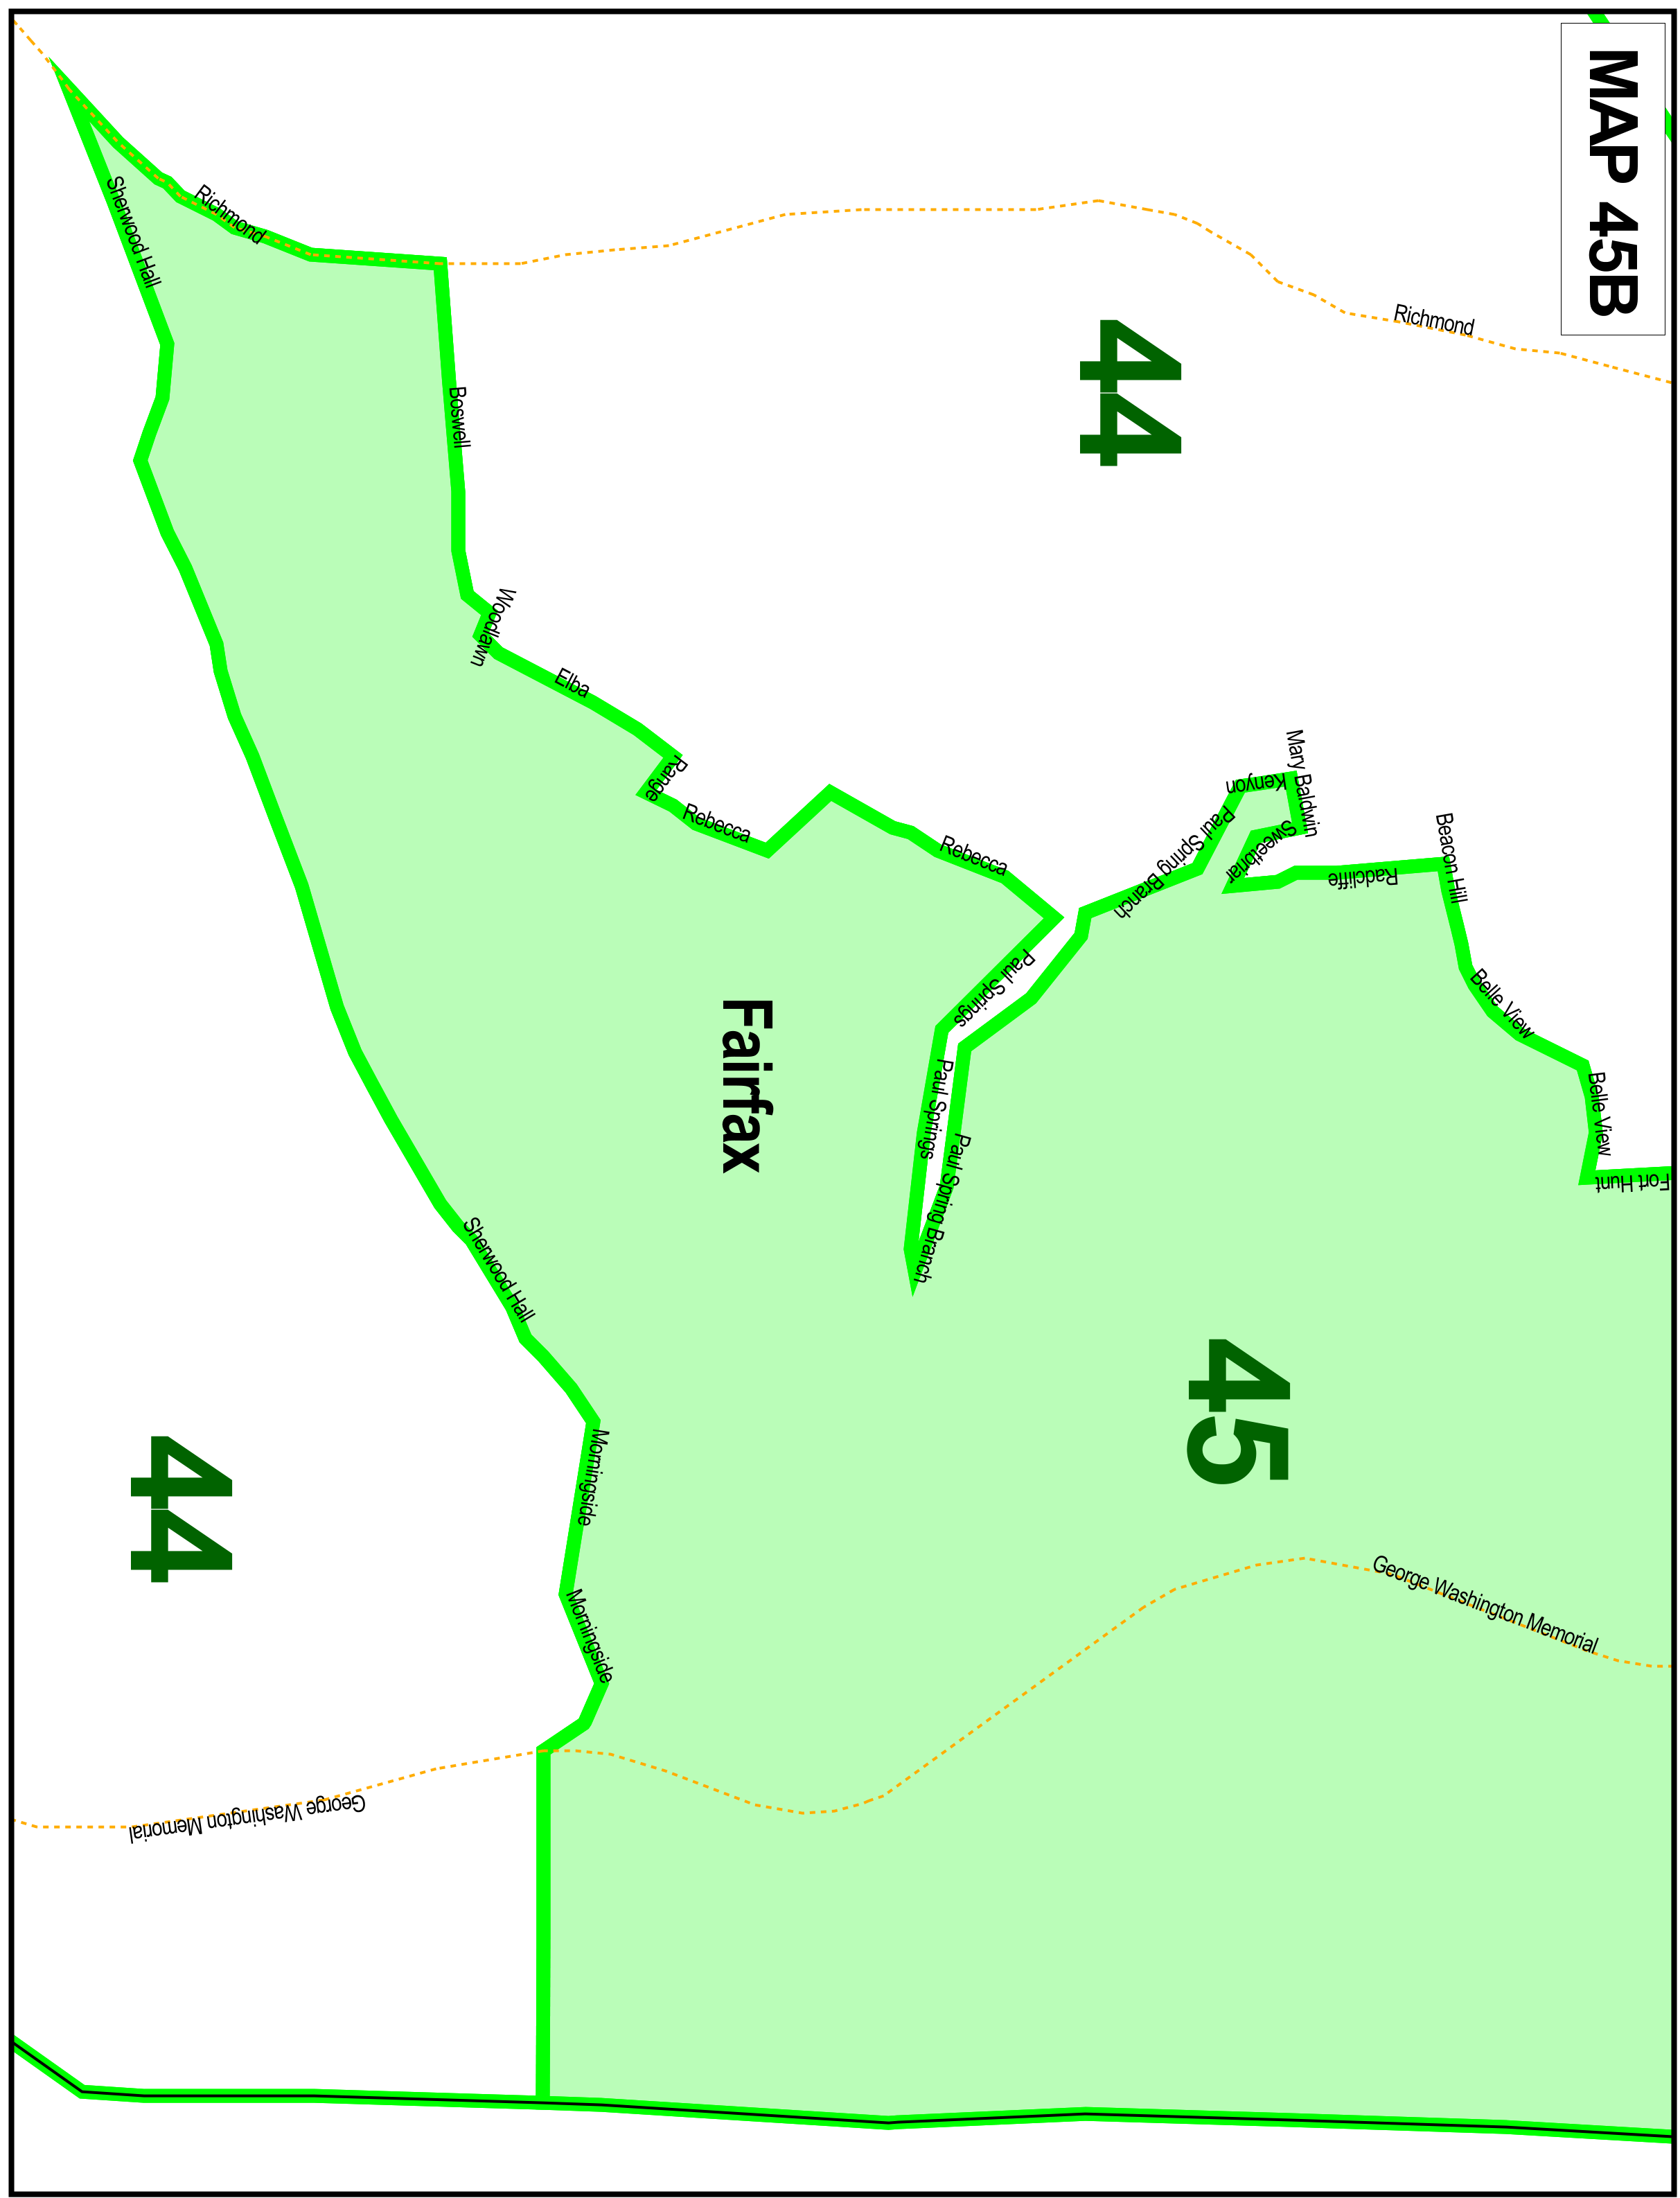 MAP 45B
Richmond
Richmond
Sherwood Hall
44
Boswell
Woodlawn
Elba
Range
Rebecca
Rebecca
Mary Baldwin
Kenyon
Sweetbriar
Paul Spring Branch
Radcliffe
Beacon Hill
Belle View
Belle View
Fort Hunt
Paul Springs
Paul Springs
Paul Spring Branch
Fairfax
Sherwood Hall
45
44
Morningside
Morningside
George Washington Memorial
George Washington Memorial